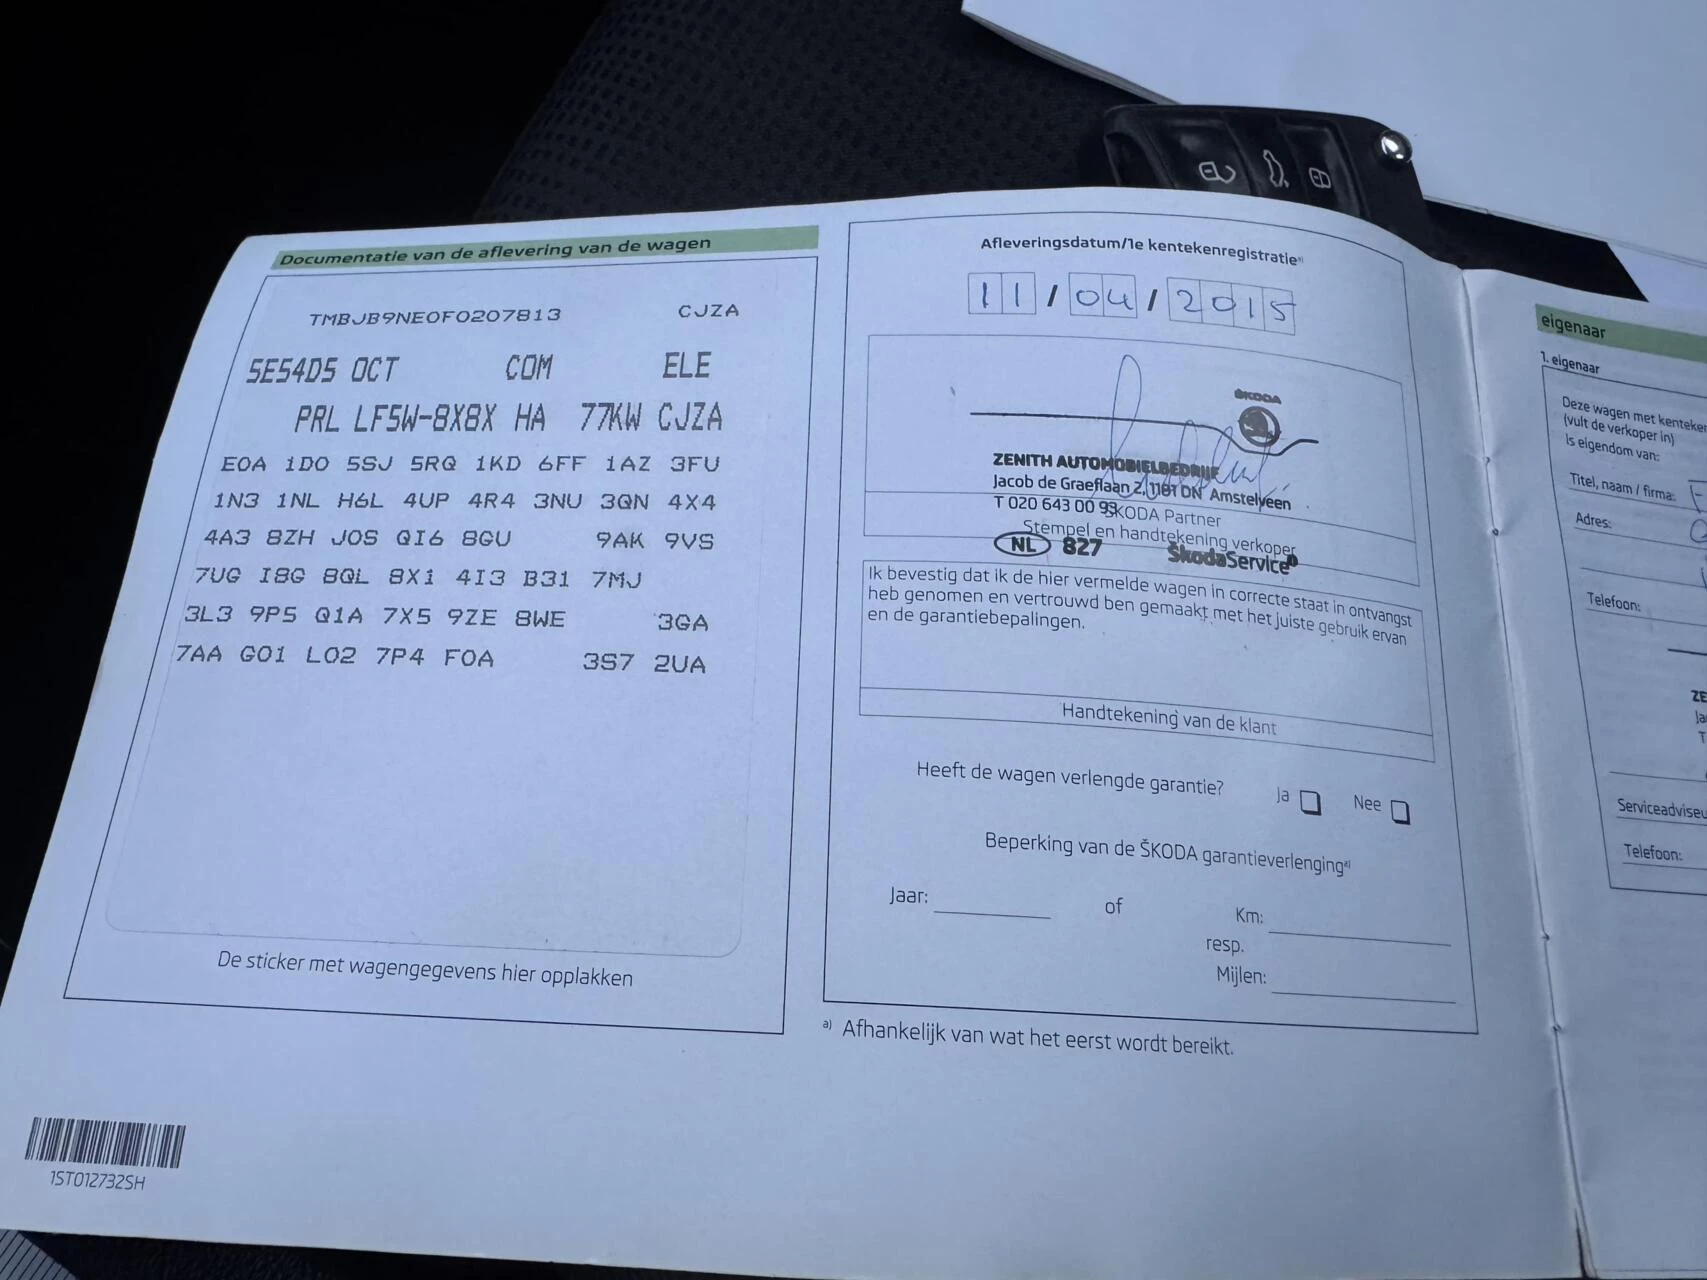 Documentatie van de aflevering van de wagen
TMBJB9NE0F0207813 CJZA
5E54D5 OCT COM ELE
PRL LF5W-8X8X HA 77KW CJZA
E0A 1D0 5SJ 5RQ 1KD 6FF 1AZ 3FU
1N3 1NL H6L 4UP 4R4 3NU 3QN 4X4
4A3 8ZH J0S QI6 8GU 9AK 9VS
7UG I8G 8QL 8X1 4I3 B31 7MJ
3L3 9P5 Q1A 7X5 9ZE 8WE 3GA
7AA G01 L02 7P4 F0A 3S7 2UA
De sticker met wagengegevens hier opplakken
1ST012732SH
Afleveringsdatum/1e kentekenregistratie a)
11 / 04 / 2015
ŠKODA
ZENITH AUTOMOBIELBEDRIJF
Jacob de Graeflaan 2, 1181 DN Amstelveen
T 020 643 00 93
ŠKODA Partner
Stempel en handtekening verkoper
NL 827 ŠkodaService
Ik bevestig dat ik de hier vermelde wagen in correcte staat in ontvangst
heb genomen en vertrouwd ben gemaakt met het juiste gebruik ervan
en de garantiebepalingen.
Handtekening van de klant
Heeft de wagen verlengde garantie? Ja Nee
Beperking van de ŠKODA garantieverlenging a)
Jaar: of Km:
resp.
Mijlen:
a) Afhankelijk van wat het eerst wordt bereikt.
eigenaar
1. eigenaar
Deze wagen met kenteken
(vult de verkoper in)
Is eigendom van:
Titel, naam / firma:
Adres:
Telefoon:
ZE
Ja
T
Serviceadviseu
Telefoon: